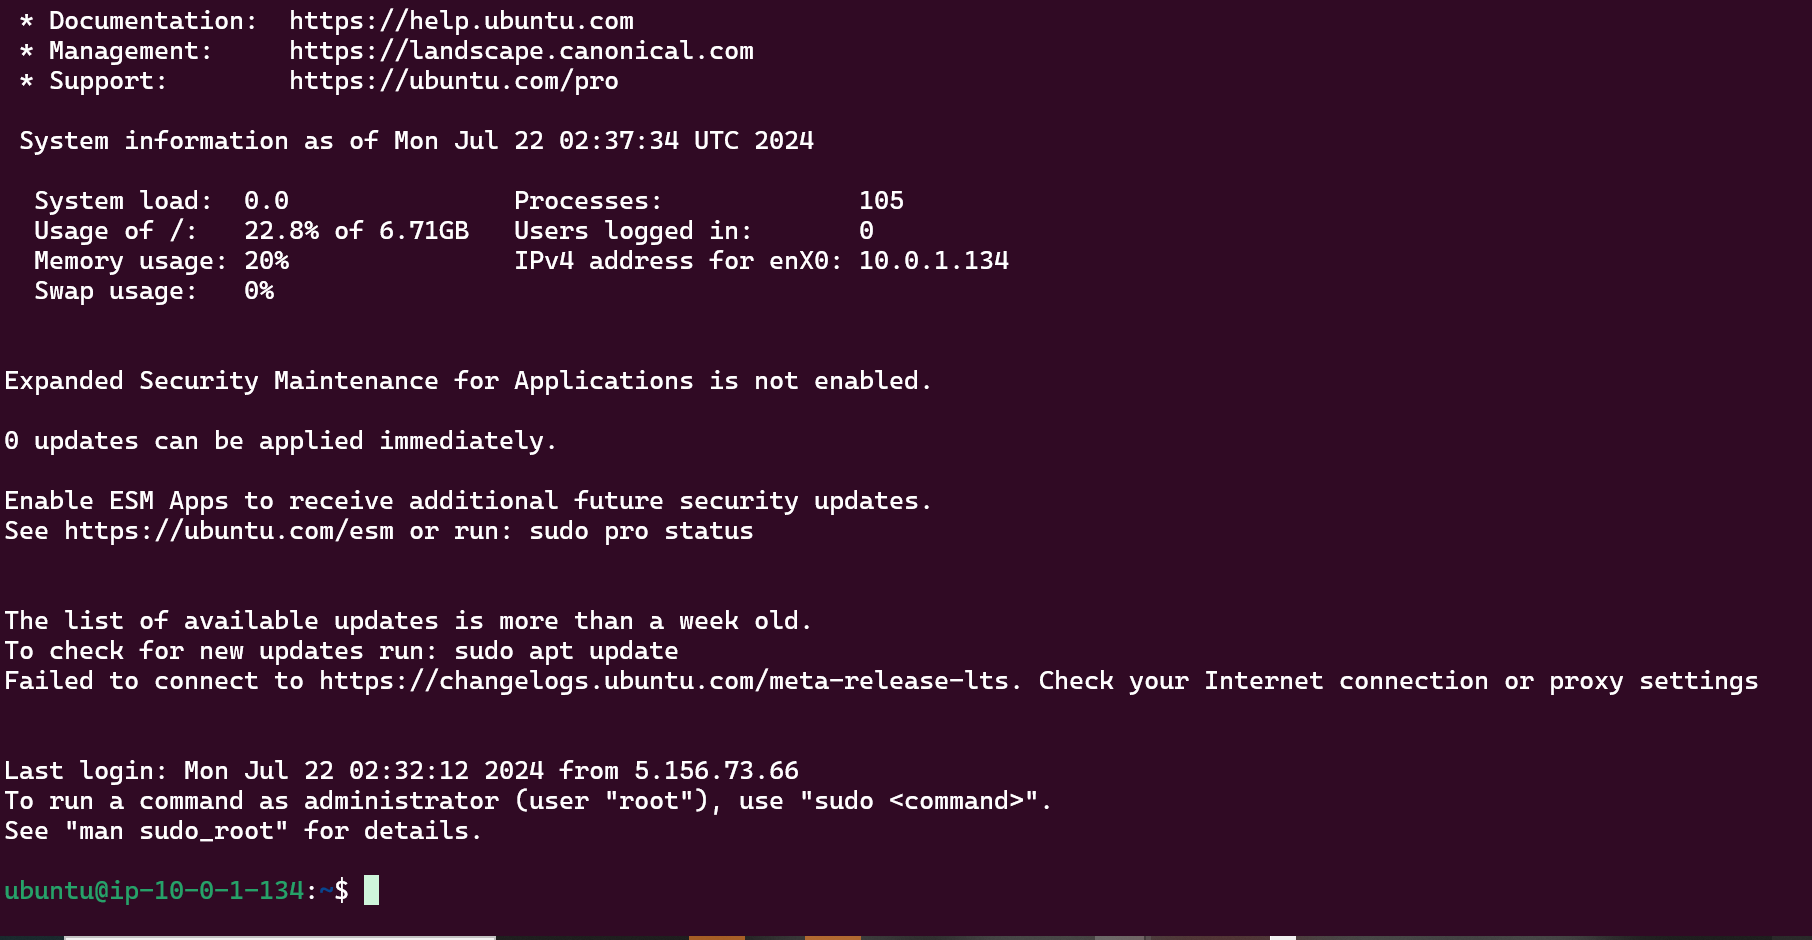 * Documentation:  https://help.ubuntu.com
* Management:     https://landscape.canonical.com
* Support:        https://ubuntu.com/pro
System information as of Mon Jul 22 02:37:34 UTC 2024
System load:  0.0               Processes:             105
Usage of /:   22.8% of 6.71GB   Users logged in:       0
Memory usage: 20%               IPv4 address for enX0: 10.0.1.134
Swap usage:   0%
Expanded Security Maintenance for Applications is not enabled.
0 updates can be applied immediately.
Enable ESM Apps to receive additional future security updates.
See https://ubuntu.com/esm or run: sudo pro status
The list of available updates is more than a week old.
To check for new updates run: sudo apt update
Failed to connect to https://changelogs.ubuntu.com/meta-release-lts. Check your Internet connection or proxy settings
Last login: Mon Jul 22 02:32:12 2024 from 5.156.73.66
To run a command as administrator (user "root"), use "sudo <command>".
See "man sudo_root" for details.
ubuntu@ip-10-0-1-134:~$